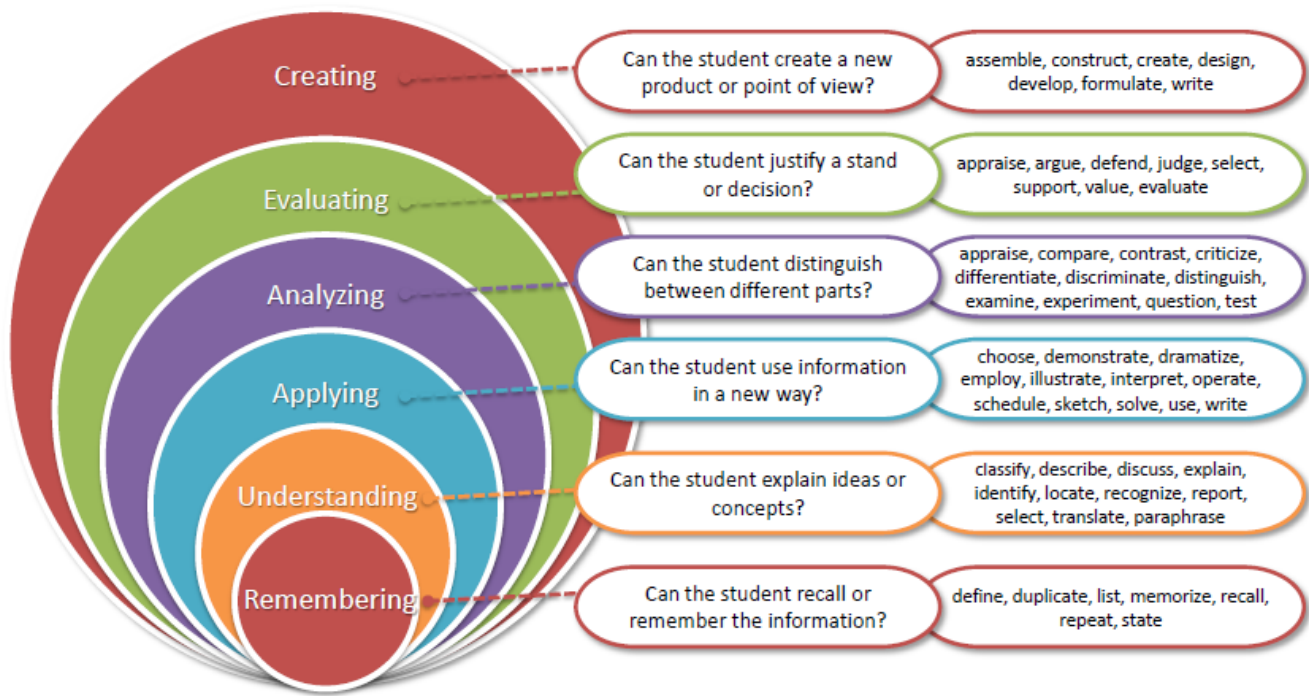 Creating
Can the student create a new
product or point of view?
assemble, construct, create, design,
develop, formulate, write
Evaluating
Can the student justify a stand
or decision?
appraise, argue, defend, judge, select,
support, value, evaluate
Analyzing
Can the student distinguish
between different parts?
appraise, compare, contrast, criticize,
differentiate, discriminate, distinguish,
examine, experiment, question, test
Applying
Can the student use information
in a new way?
choose, demonstrate, dramatize,
employ, illustrate, interpret, operate,
schedule, sketch, solve, use, write
Understanding
Can the student explain ideas or
concepts?
classify, describe, discuss, explain,
identify, locate, recognize, report,
select, translate, paraphrase
Remembering
Can the student recall or
remember the information?
define, duplicate, list, memorize, recall,
repeat, state